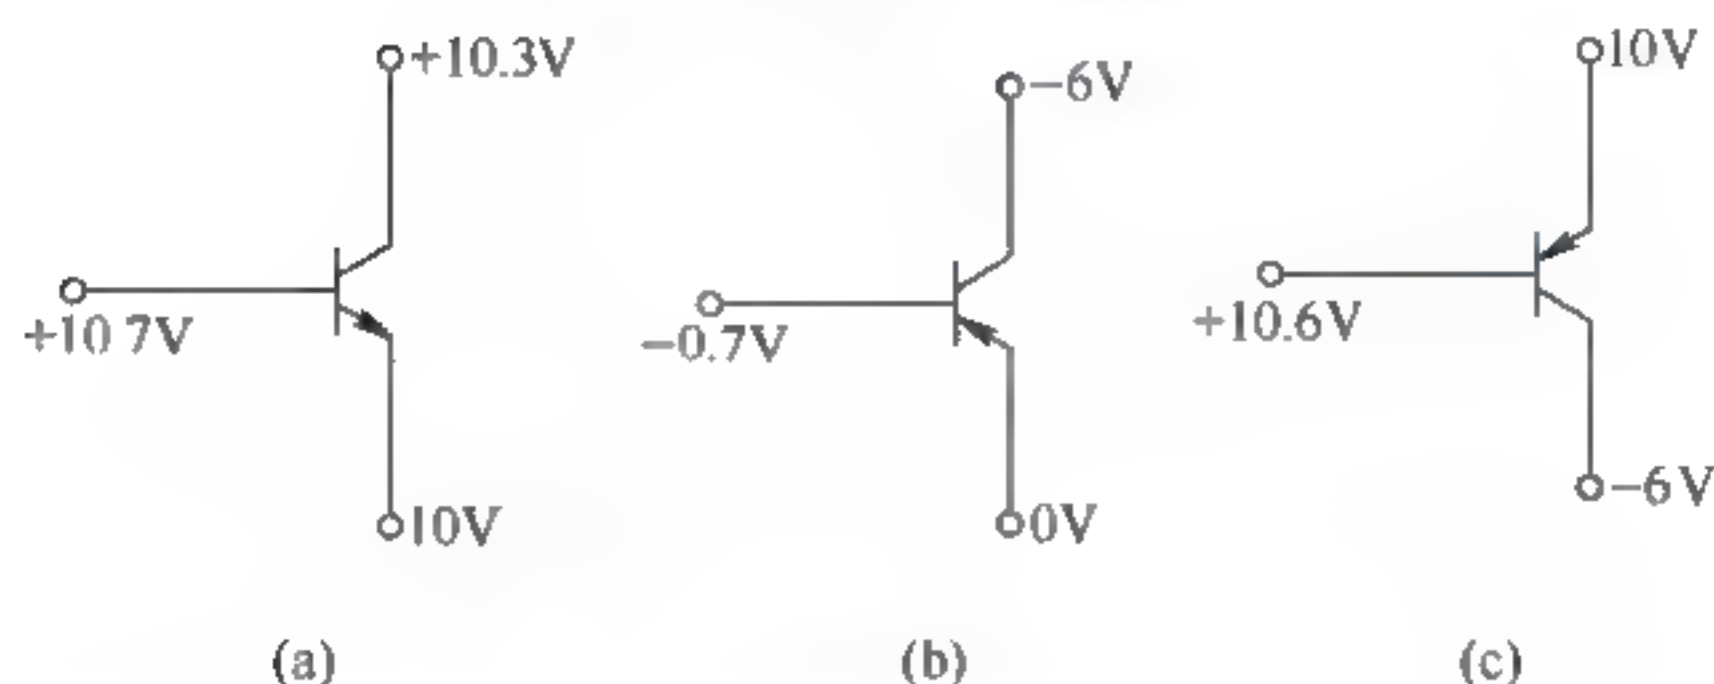 +10.3V
−6V
10V
+10 7V
−0.7V
+10.6V
10V
0V
−6V
(a)
(b)
(c)